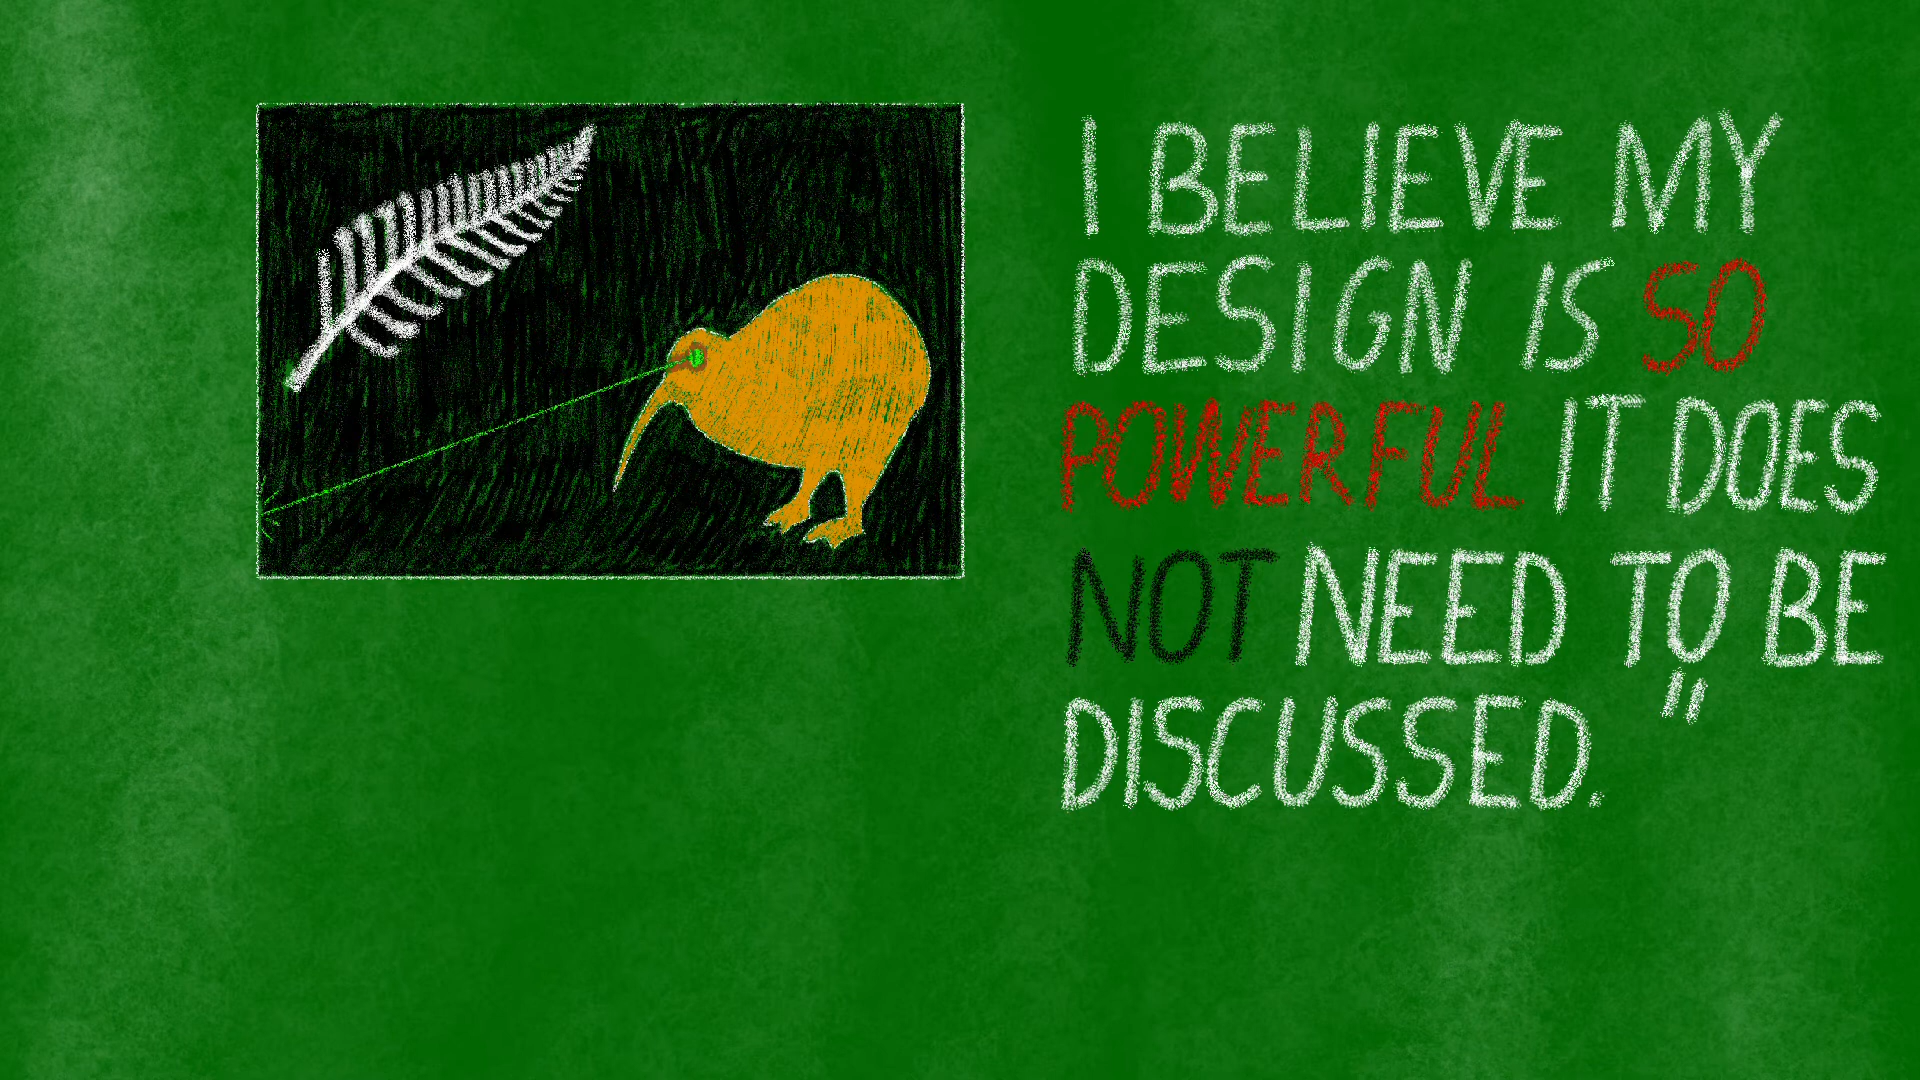 I BELIEVE MY
DESIGN IS SO
POWERFUL IT DOES
NOT NEED TO BE
DISCUSSED."